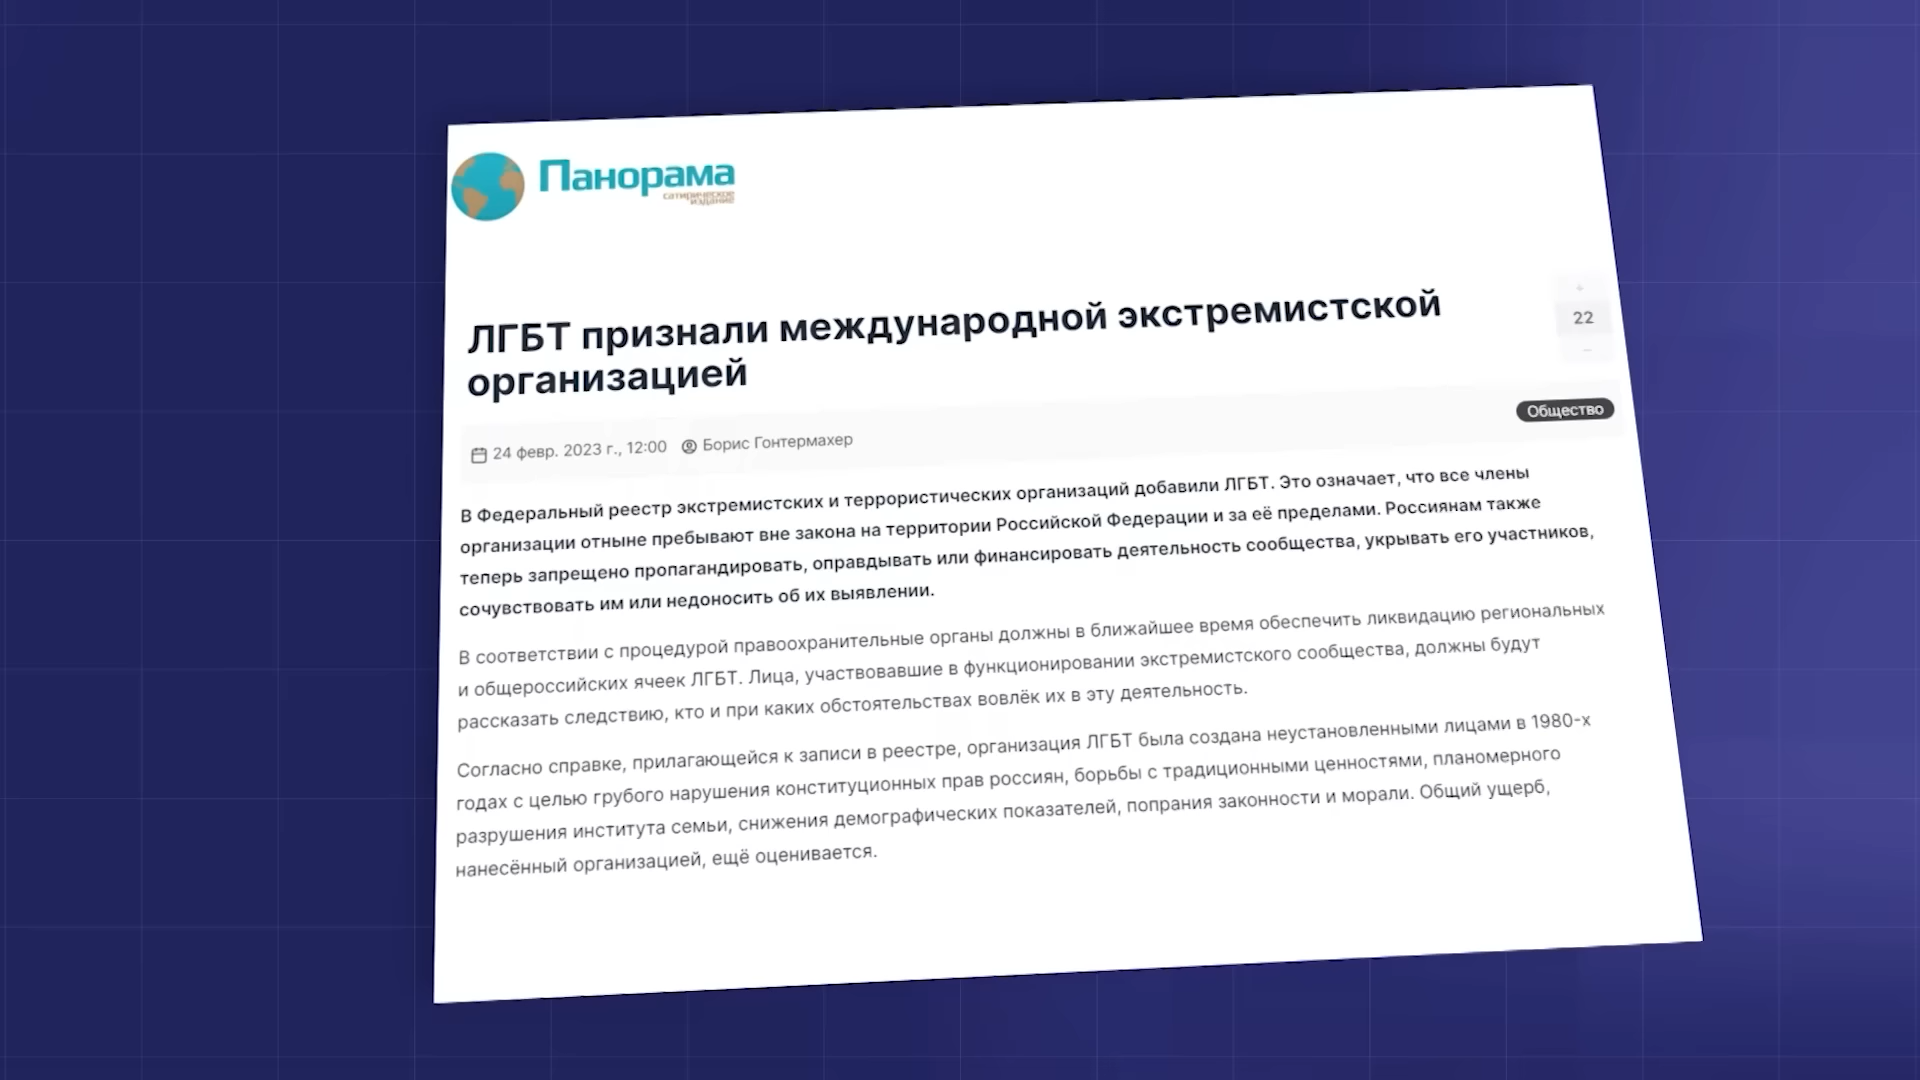 Панорама
сатирическое
издание
ЛГБТ признали международной экстремистской
организацией
22
Общество
24 февр. 2023 г., 12:00 Борис Гонтермахер
В Федеральный реестр экстремистских и террористических организаций добавили ЛГБТ. Это означает, что все члены
организации отныне пребывают вне закона на территории Российской Федерации и за её пределами. Россиянам также
теперь запрещено пропагандировать, оправдывать или финансировать деятельность сообщества, укрывать его участников,
сочувствовать им или недоносить об их выявлении.
В соответствии с процедурой правоохранительные органы должны в ближайшее время обеспечить ликвидацию региональных
и общероссийских ячеек ЛГБТ. Лица, участвовавшие в функционировании экстремистского сообщества, должны будут
рассказать следствию, кто и при каких обстоятельствах вовлёк их в эту деятельность.
Согласно справке, прилагающейся к записи в реестре, организация ЛГБТ была создана неустановленными лицами в 1980-х
годах с целью грубого нарушения конституционных прав россиян, борьбы с традиционными ценностями, планомерного
разрушения института семьи, снижения демографических показателей, попрания законности и морали. Общий ущерб,
нанесённый организацией, ещё оценивается.